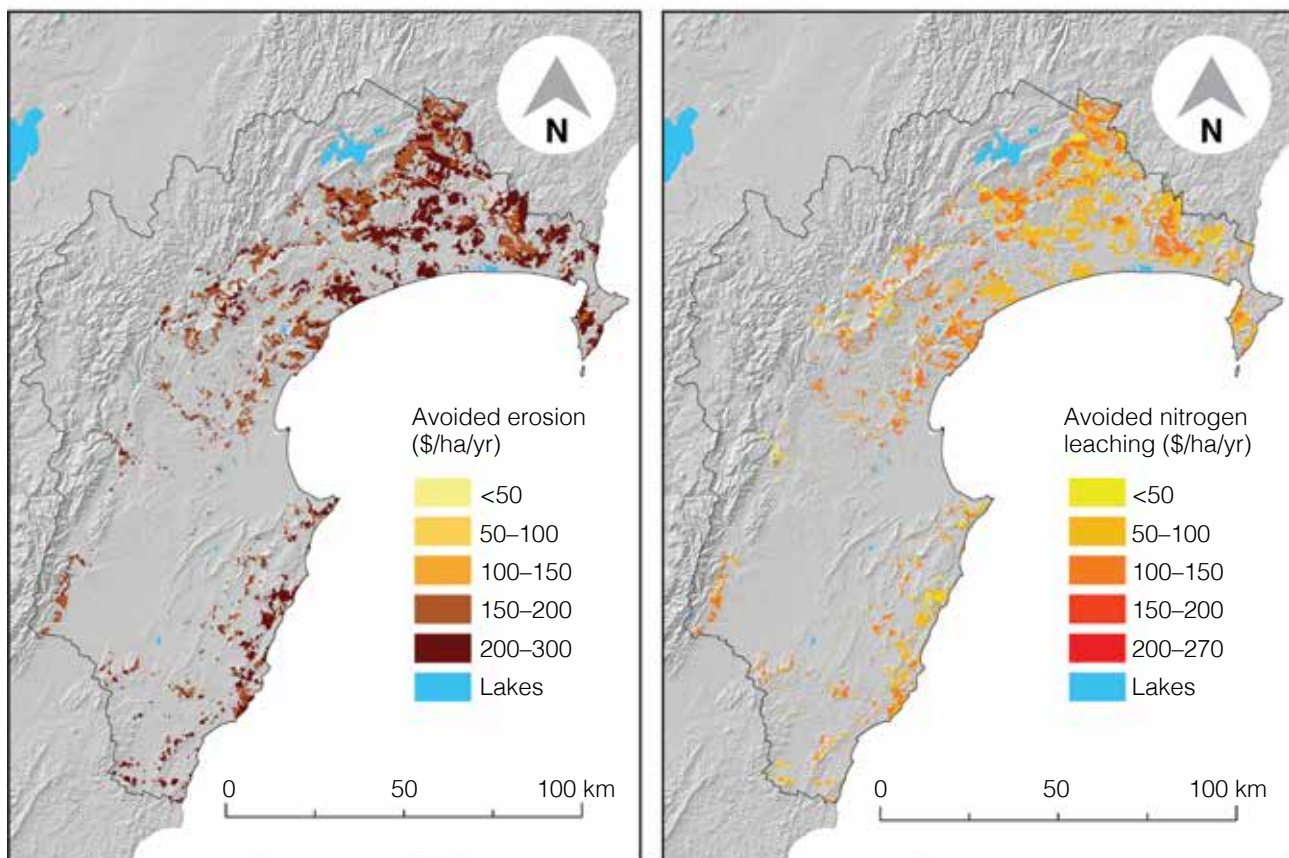 N
Avoided erosion
($/ha/yr)
<50
50–100
100–150
150–200
200–300
Lakes
0 50 100 km
N
Avoided nitrogen
leaching ($/ha/yr)
<50
50–100
100–150
150–200
200–270
Lakes
0 50 100 km